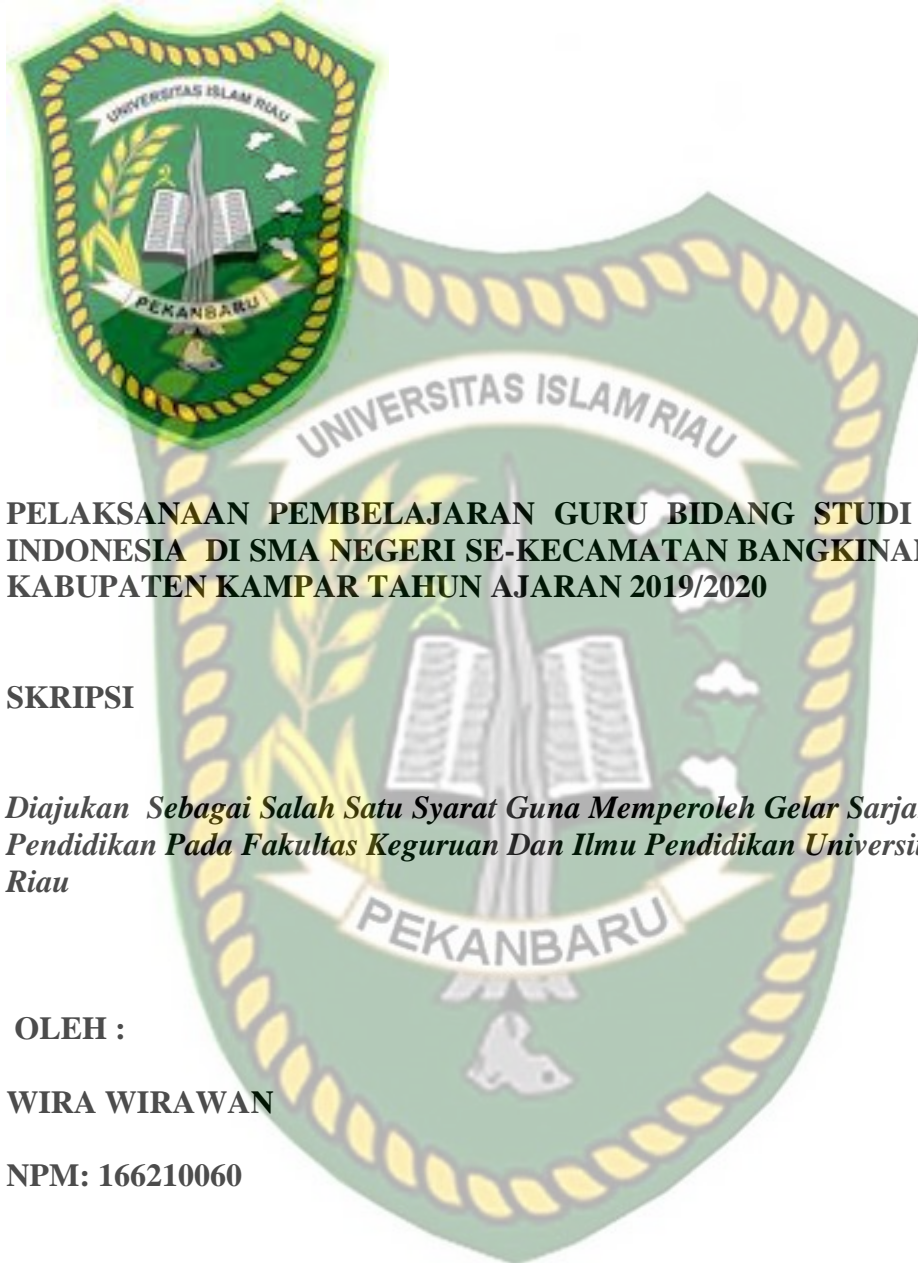 UNIVERSITAS ISLAM RIAU
PEKANBARU
UNIVERSITAS ISLAM RIAU
PELAKSANAAN PEMBELAJARAN GURU BIDANG STUDI
INDONESIA DI SMA NEGERI SE-KECAMATAN BANGKINAN
KABUPATEN KAMPAR TAHUN AJARAN 2019/2020
SKRIPSI
Diajukan Sebagai Salah Satu Syarat Guna Memperoleh Gelar Sarja
Pendidikan Pada Fakultas Keguruan Dan Ilmu Pendidikan Universi
Riau
PEKANBARU
OLEH :
WIRA WIRAWAN
NPM: 166210060